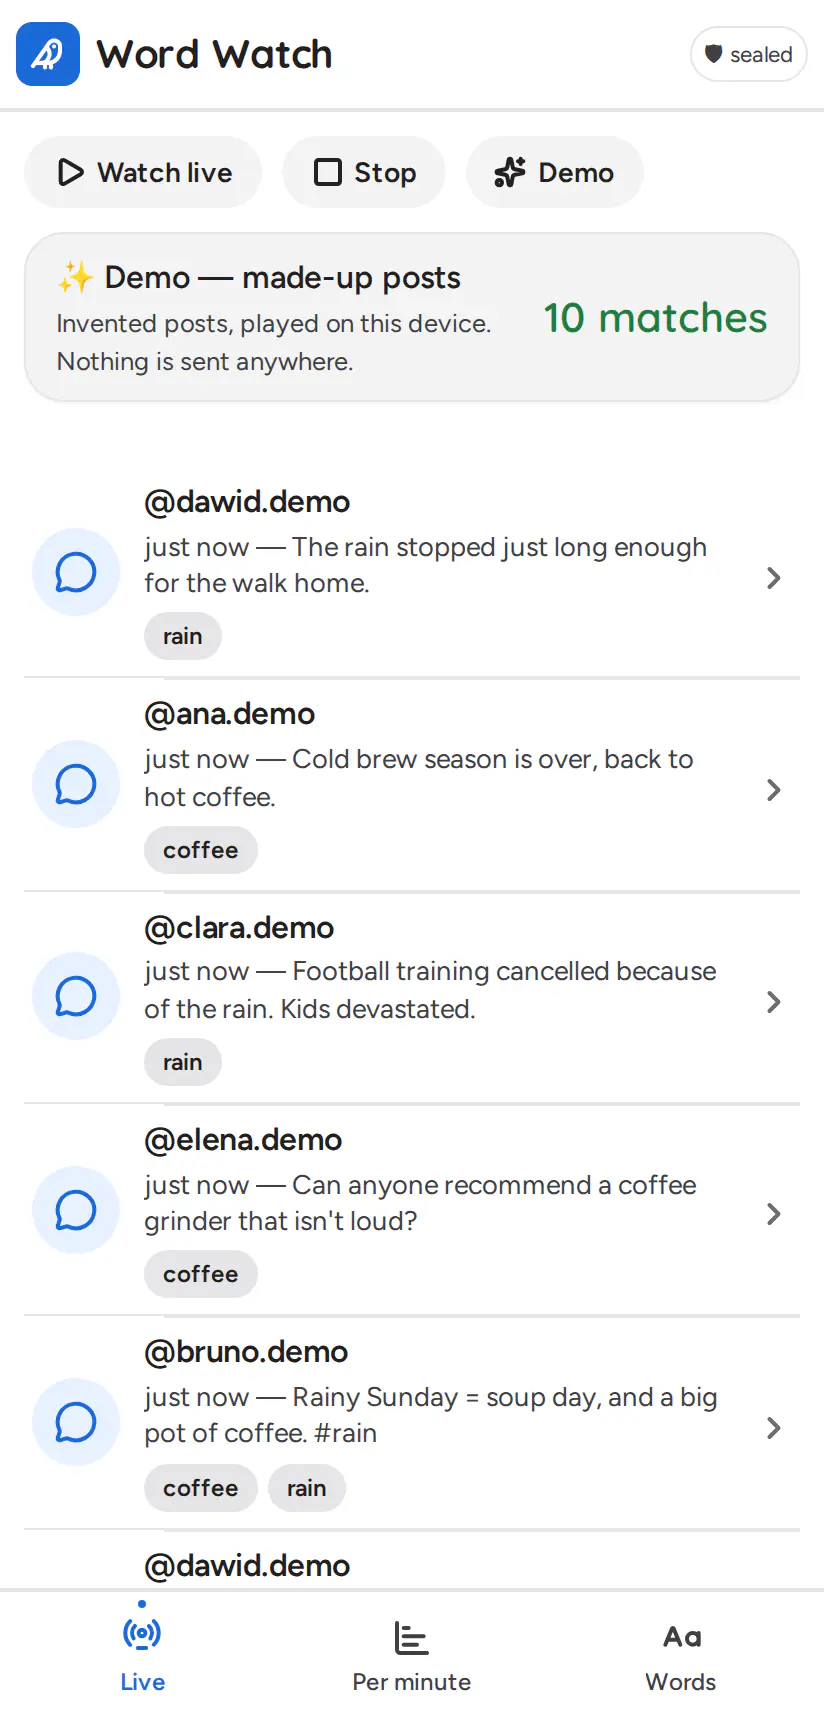 Word Watch
sealed
Watch live
Stop
Demo
✨ Demo — made-up posts
Invented posts, played on this device.
Nothing is sent anywhere.
10 matches
@dawid.demo
just now — The rain stopped just long enough
for the walk home.
rain
@ana.demo
just now — Cold brew season is over, back to
hot coffee.
coffee
@clara.demo
just now — Football training cancelled because
of the rain. Kids devastated.
rain
@elena.demo
just now — Can anyone recommend a coffee
grinder that isn't loud?
coffee
@bruno.demo
just now — Rainy Sunday = soup day, and a big
pot of coffee. #rain
coffee rain
@dawid.demo
Live
Per minute
Aa
Words